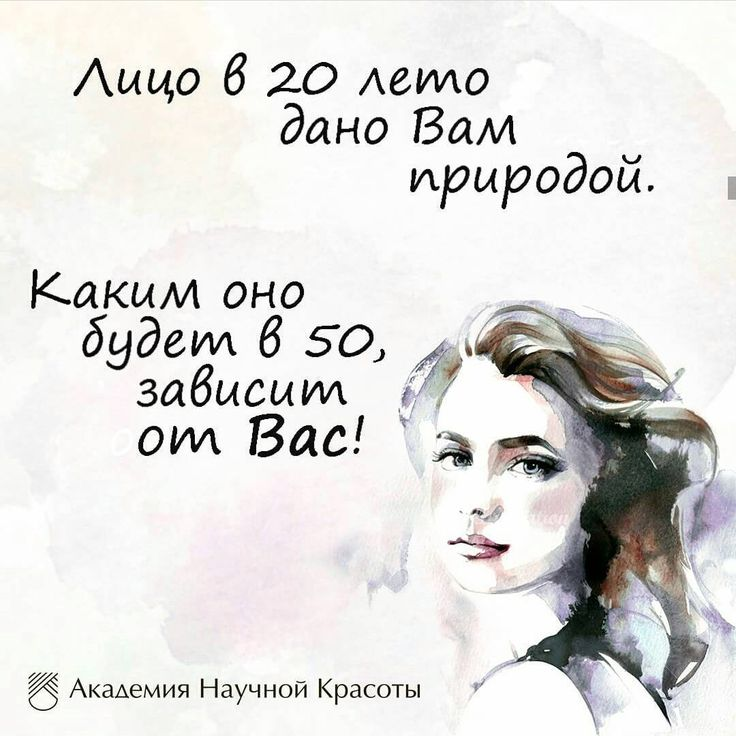 Лицо в 20 лето
дано Вам
природой.
Каким оно
будет в 50,
зависит
от Вас!
Академия Научной Красоты